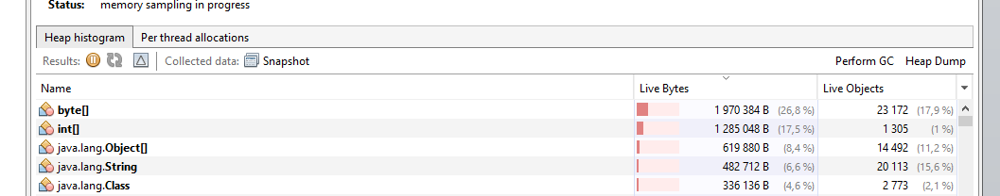 Status: memory sampling in progress
Heap histogram Per thread allocations
Results: Collected data: Snapshot Perform GC Heap Dump
Name Live Bytes Live Objects
byte[] 1 970 384 B (26,8 %) 23 172 (17,9 %)
int[] 1 285 048 B (17,5 %) 1 305 (1 %)
java.lang.Object[] 619 880 B (8,4 %) 14 492 (11,2 %)
java.lang.String 482 712 B (6,6 %) 20 113 (15,6 %)
java.lang.Class 336 136 B (4,6 %) 2 773 (2,1 %)